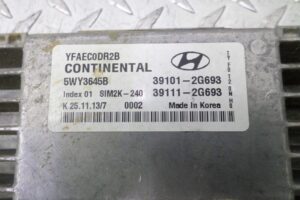 YFAEC0DR2B
CONTINENTAL
5WY3645B 39101-2G693
Index 01 SIM2K-240 39111-2G693
K 25.11.13/7 0002 Made in Korea